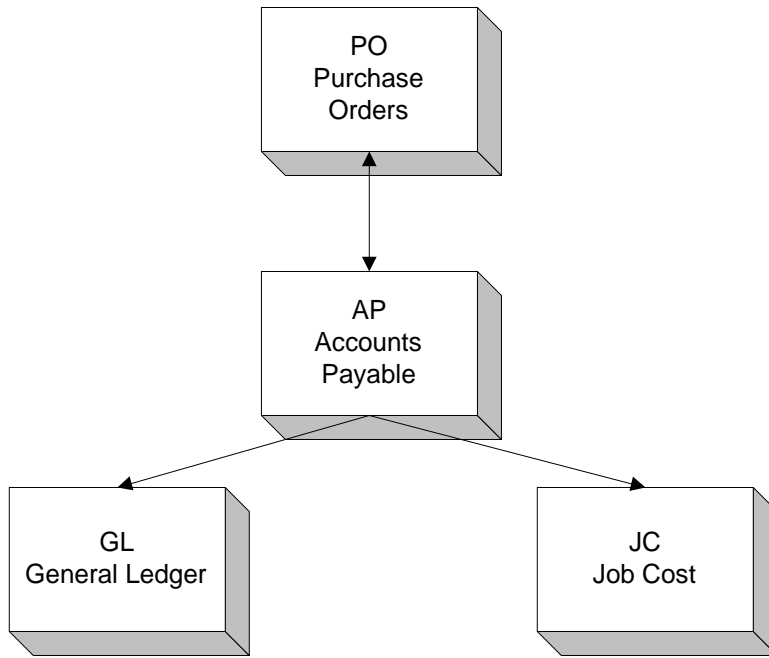 PO
Purchase
Orders
AP
Accounts
Payable
GL
General Ledger
JC
Job Cost